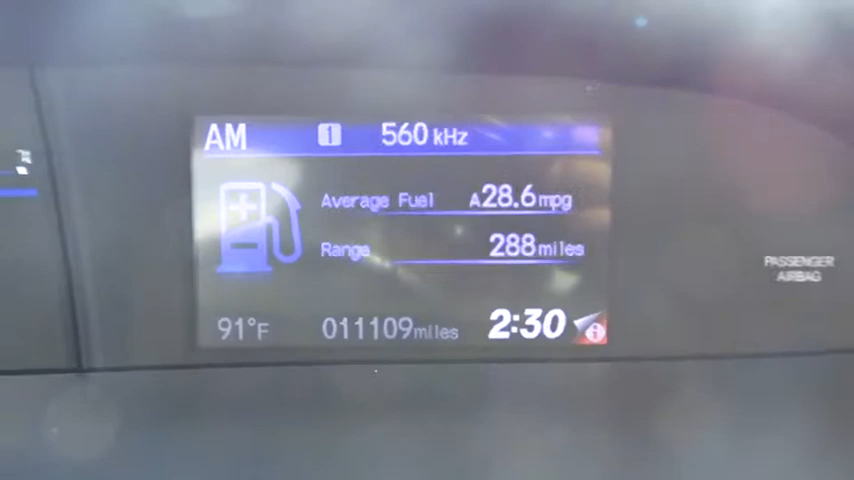 AM 1 560 kHz
Average Fuel A28.6mpg
Range 288miles
91°F 011109miles 2:30 i
PASSENGER
AIRBAG